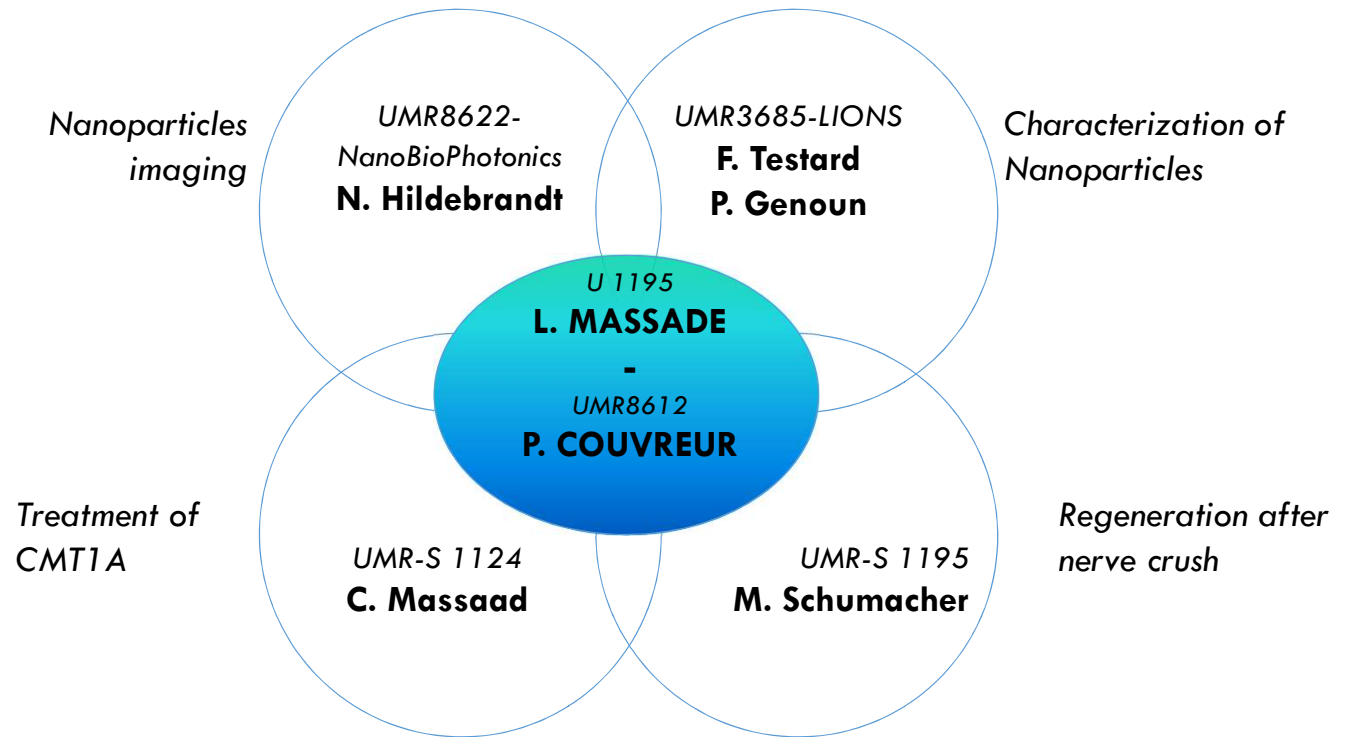 Nanoparticles
imaging
UMR8622-
NanoBioPhotonics
N. Hildebrandt
UMR3685-LIONS
F. Testard
P. Genoun
Characterization of
Nanoparticles
U 1195
L. MASSADE
-
UMR8612
P. COUVREUR
Treatment of
CMT1A
UMR-S 1124
C. Massaad
UMR-S 1195
M. Schumacher
Regeneration after
nerve crush